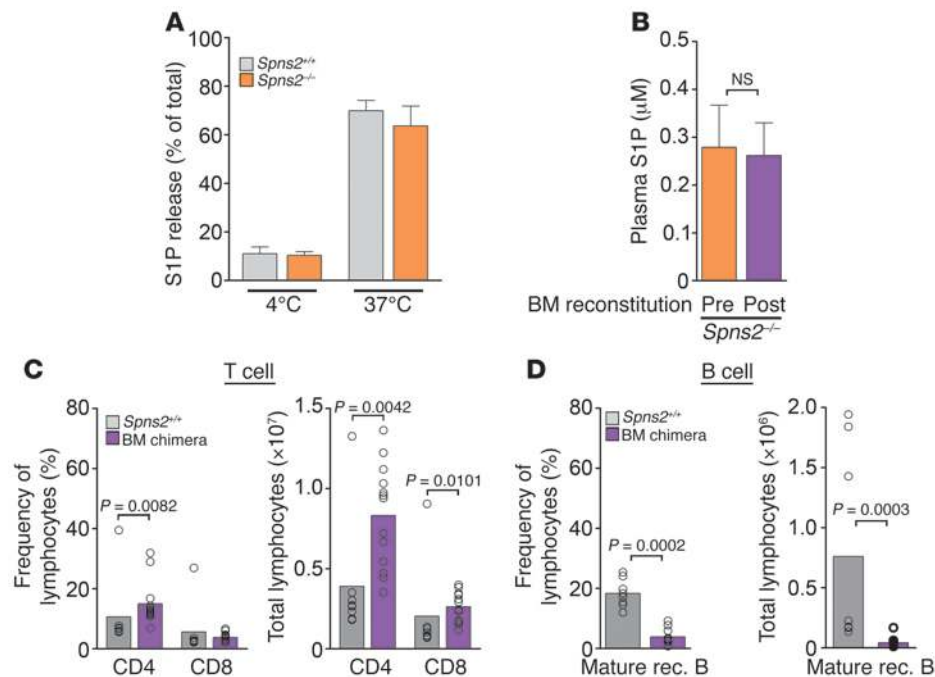 A
S1P release (% of total)
100
80
60
40
20
0
Spns2+/+
Spns2–/–
4°C
37°C
B
Plasma S1P (µM)
0.5
0.4
0.3
0.2
0.1
0
NS
BM reconstitution Pre Post
Spns2–/–
C
T cell
Frequency of
lymphocytes (%)
80
60
40
20
0
Spns2+/+
BM chimera
P = 0.0082
CD4 CD8
Total lymphocytes (×10⁷)
1.5
1.0
0.5
0
P = 0.0042
P = 0.0101
CD4 CD8
D
B cell
Frequency of
lymphocytes (%)
80
60
40
20
0
Spns2+/+
BM chimera
P = 0.0002
Mature rec. B
Total lymphocytes (×10⁶)
2.0
1.5
1.0
0.5
0
P = 0.0003
Mature rec. B